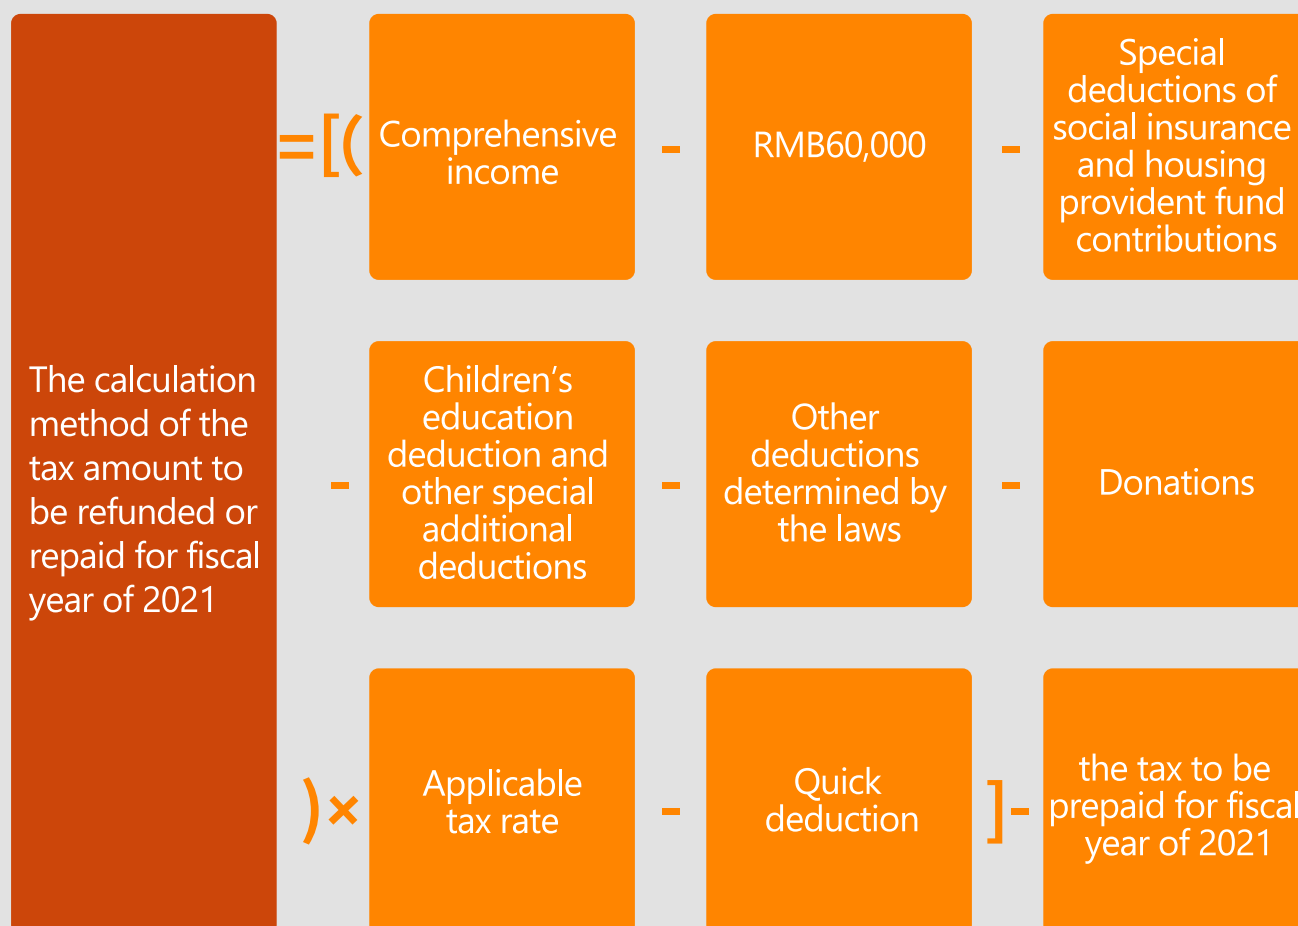 The calculation
method of the
tax amount to
be refunded or
repaid for fiscal
year of 2021
=[(
Comprehensive
income
-
RMB60,000
-
Special
deductions of
social insurance
and housing
provident fund
contributions
-
Children’s
education
deduction and
other special
additional
deductions
-
Other
deductions
determined by
the laws
-
Donations
)×
Applicable
tax rate
-
Quick
deduction
]-
the tax to be
prepaid for fiscal
year of 2021